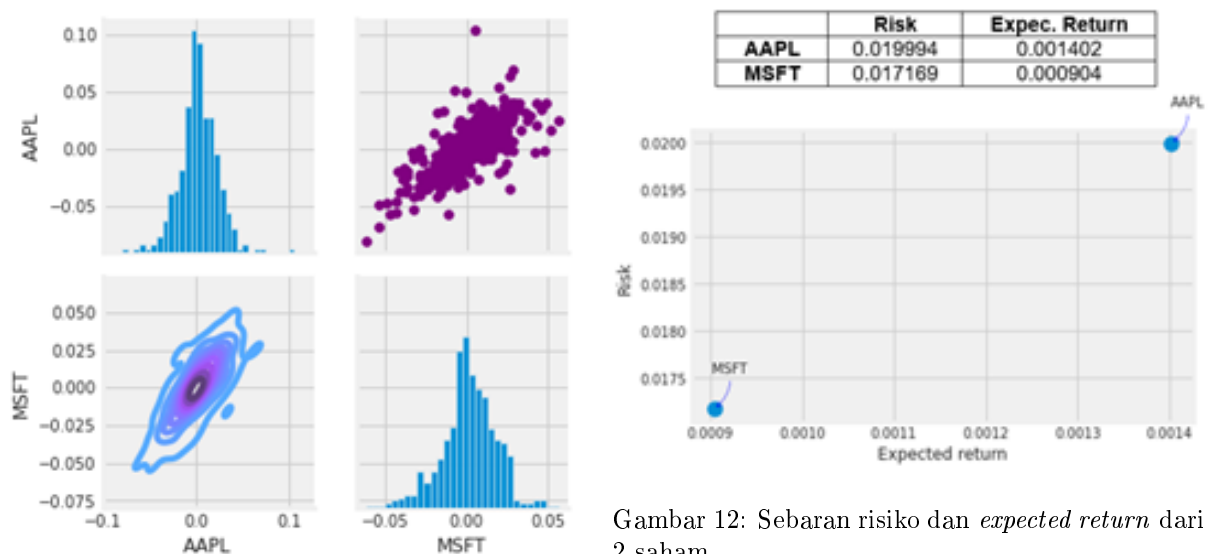 0.10
0.05
0.00
−0.05
AAPL
0.050
0.025
0.000
−0.025
−0.050
−0.075
MSFT
−0.1 0.0 0.1
AAPL
−0.05 0.00 0.05
MSFT
Risk Expec. Return
AAPL 0.019994 0.001402
MSFT 0.017169 0.000904
AAPL
0.0200
0.0195
0.0190
0.0185
0.0180
0.0175
Risk
MSFT
0.0009 0.0010 0.0011 0.0012 0.0013 0.0014
Expected return
Gambar 12: Sebaran risiko dan expected return dari
2 saham